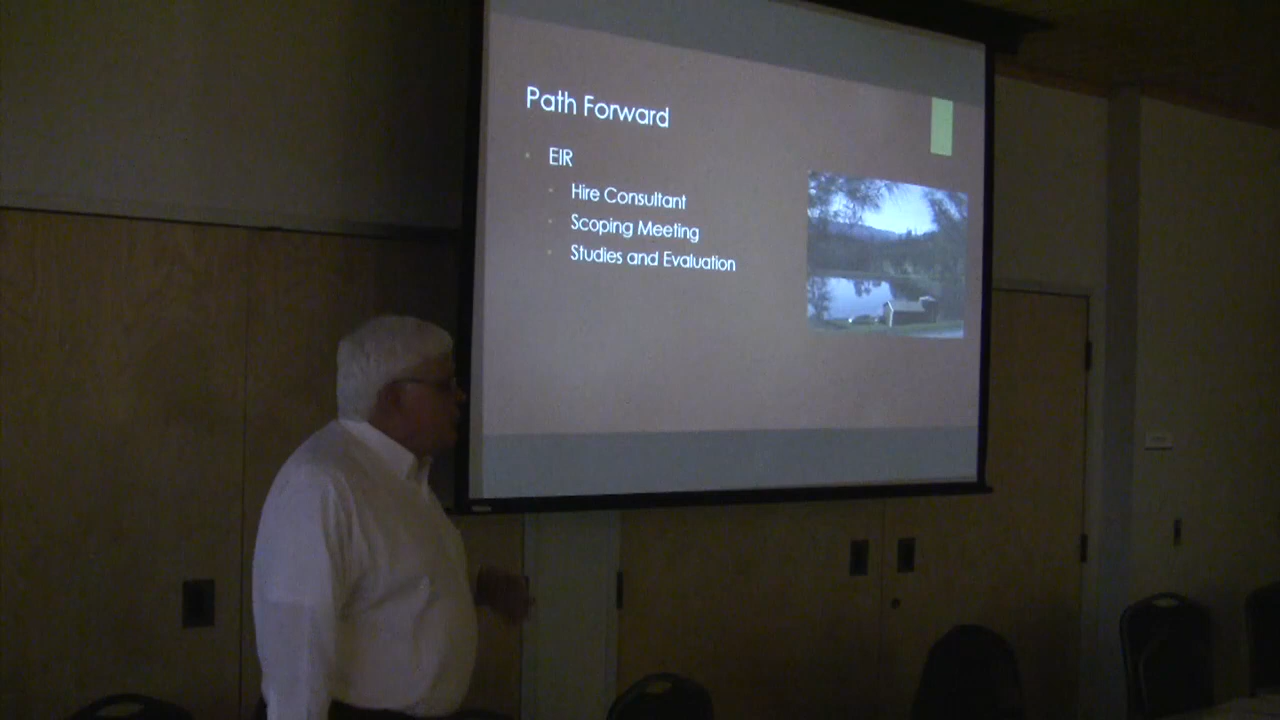 Path Forward
EIR
Hire Consultant
Scoping Meeting
Studies and Evaluation